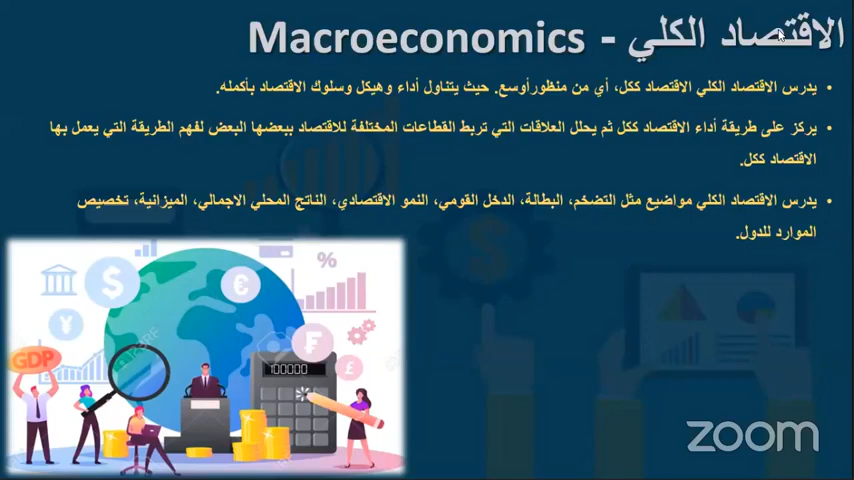 الاقتصاد الكلي - Macroeconomics
• يدرس الاقتصاد الكلي الاقتصاد ككل، أي من منظورأوسع. حيث يتناول أداء وهيكل وسلوك الاقتصاد بأكمله.
• يركز على طريقة أداء الاقتصاد ككل ثم يحلل العلاقات التي تربط القطاعات المختلفة للاقتصاد ببعضها البعض لفهم الطريقة التي يعمل بها
الاقتصاد ككل.
• يدرس الاقتصاد الكلي مواضيع مثل التضخم، البطالة، الدخل القومي، النمو الاقتصادي، الناتج المحلي الاجمالي، الميزانية، تخصيص
الموارد للدول.
%
$
€
¥
₣
£
GDP
zoom